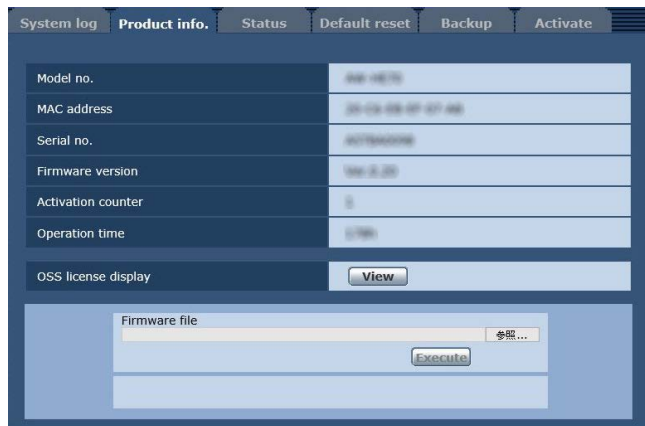 System log Product info. Status Default reset Backup Activate
Model no.
MAC address
Serial no.
Firmware version
Activation counter
Operation time
OSS license display View
Firmware file
参照...
Execute